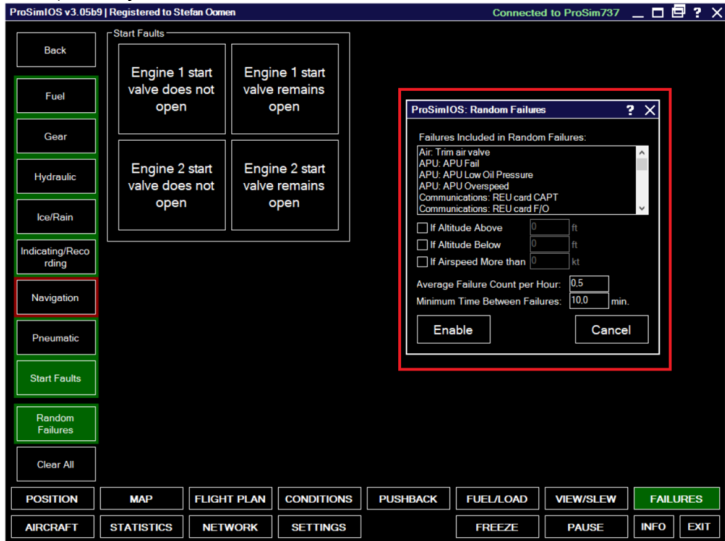 ProSimIOS v3.05b9 | Registered to Stefan Oomen
Connected to ProSim737
Back
Fuel
Gear
Hydraulic
Ice/Rain
Indicating/Reco
rding
Navigation
Pneumatic
Start Faults
Random
Failures
Clear All
Start Faults
Engine 1 start
valve does not
open
Engine 1 start
valve remains
open
Engine 2 start
valve does not
open
Engine 2 start
valve remains
open
ProSimIOS: Random Failures
? X
Failures Included in Random Failures:
Air: Trim air valve
APU: APU Fail
APU: APU Low Oil Pressure
APU: APU Overspeed
Communications: REU card CAPT
Communications: REU card F/O
If Altitude Above 0 ft
If Altitude Below 0 ft
If Airspeed More than 0 kt
Average Failure Count per Hour: 0,5
Minimum Time Between Failures: 10,0 min.
Enable
Cancel
POSITION MAP FLIGHT PLAN CONDITIONS PUSHBACK FUEL/LOAD VIEW/SLEW FAILURES
AIRCRAFT STATISTICS NETWORK SETTINGS FREEZE PAUSE INFO EXIT